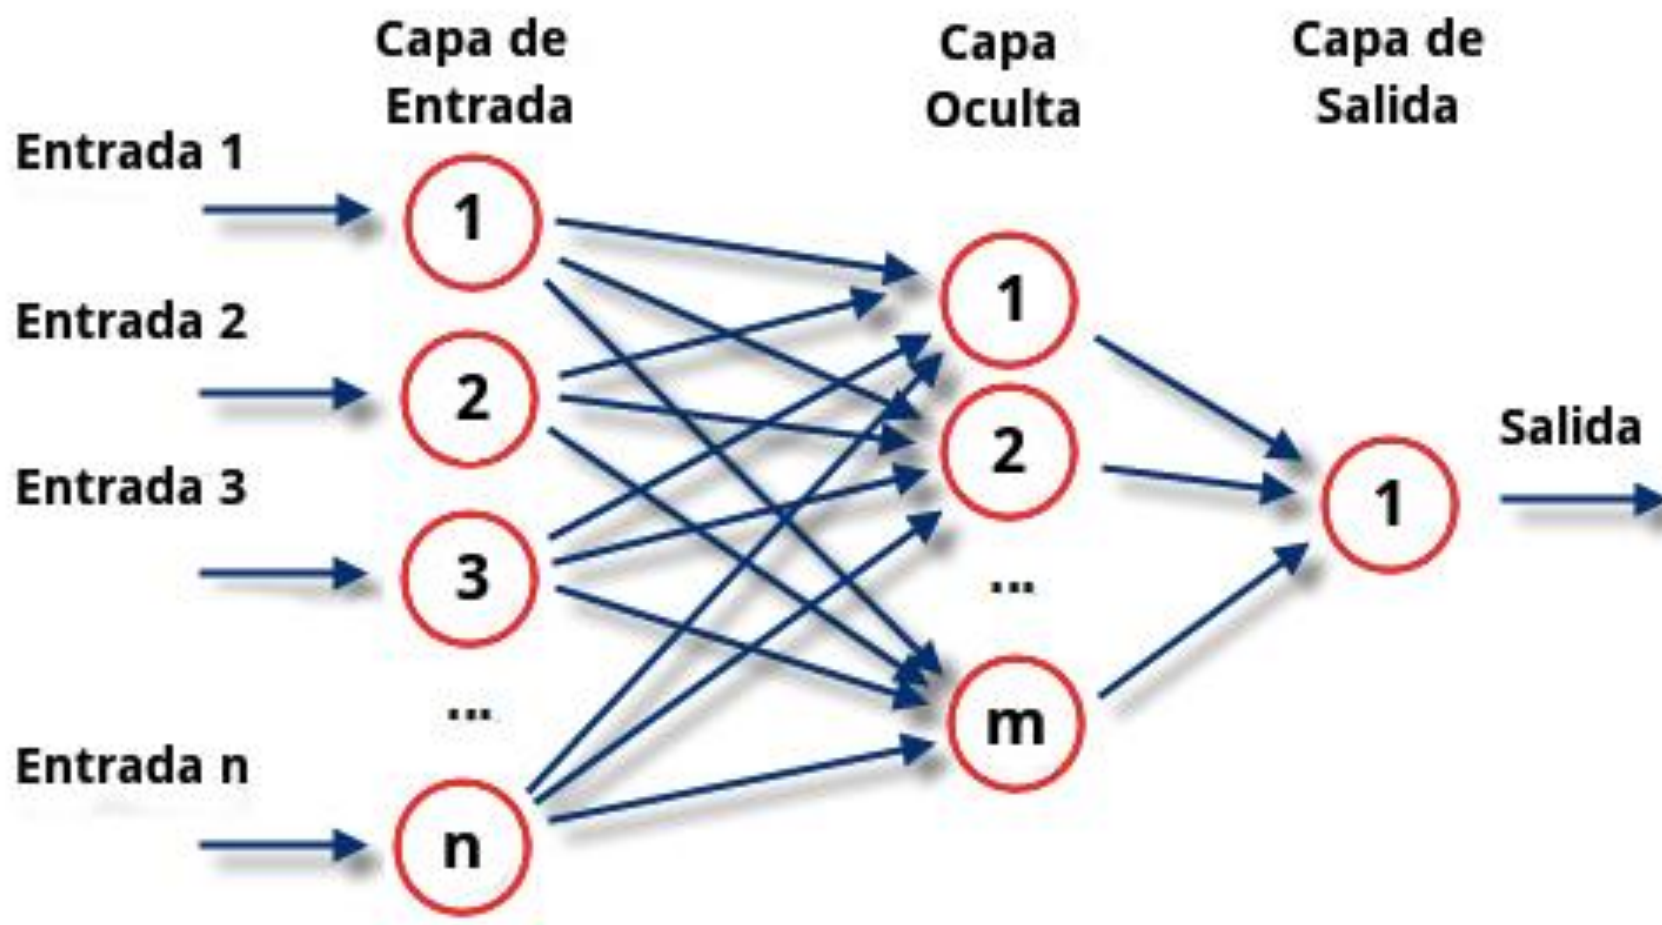 Capa de
Entrada
Capa
Oculta
Capa de
Salida
Entrada 1
1
Entrada 2
2
Entrada 3
3
...
Entrada n
n
1
2
...
m
1
Salida